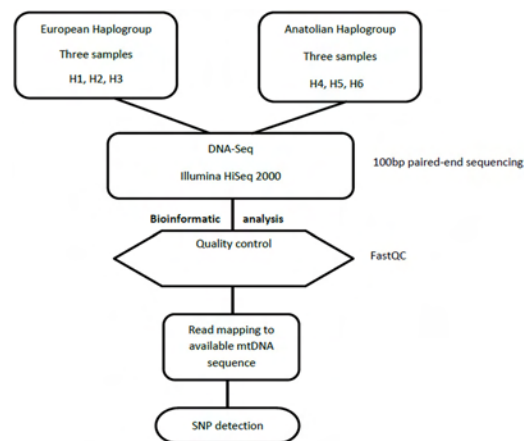 European Haplogroup
Three samples
H1, H2, H3
Anatolian Haplogroup
Three samples
H4, H5, H6
DNA-Seq
Illumina HiSeq 2000
100bp paired-end sequencing
Bioinformatic analysis
Quality control
FastQC
Read mapping to
available mtDNA
sequence
SNP detection